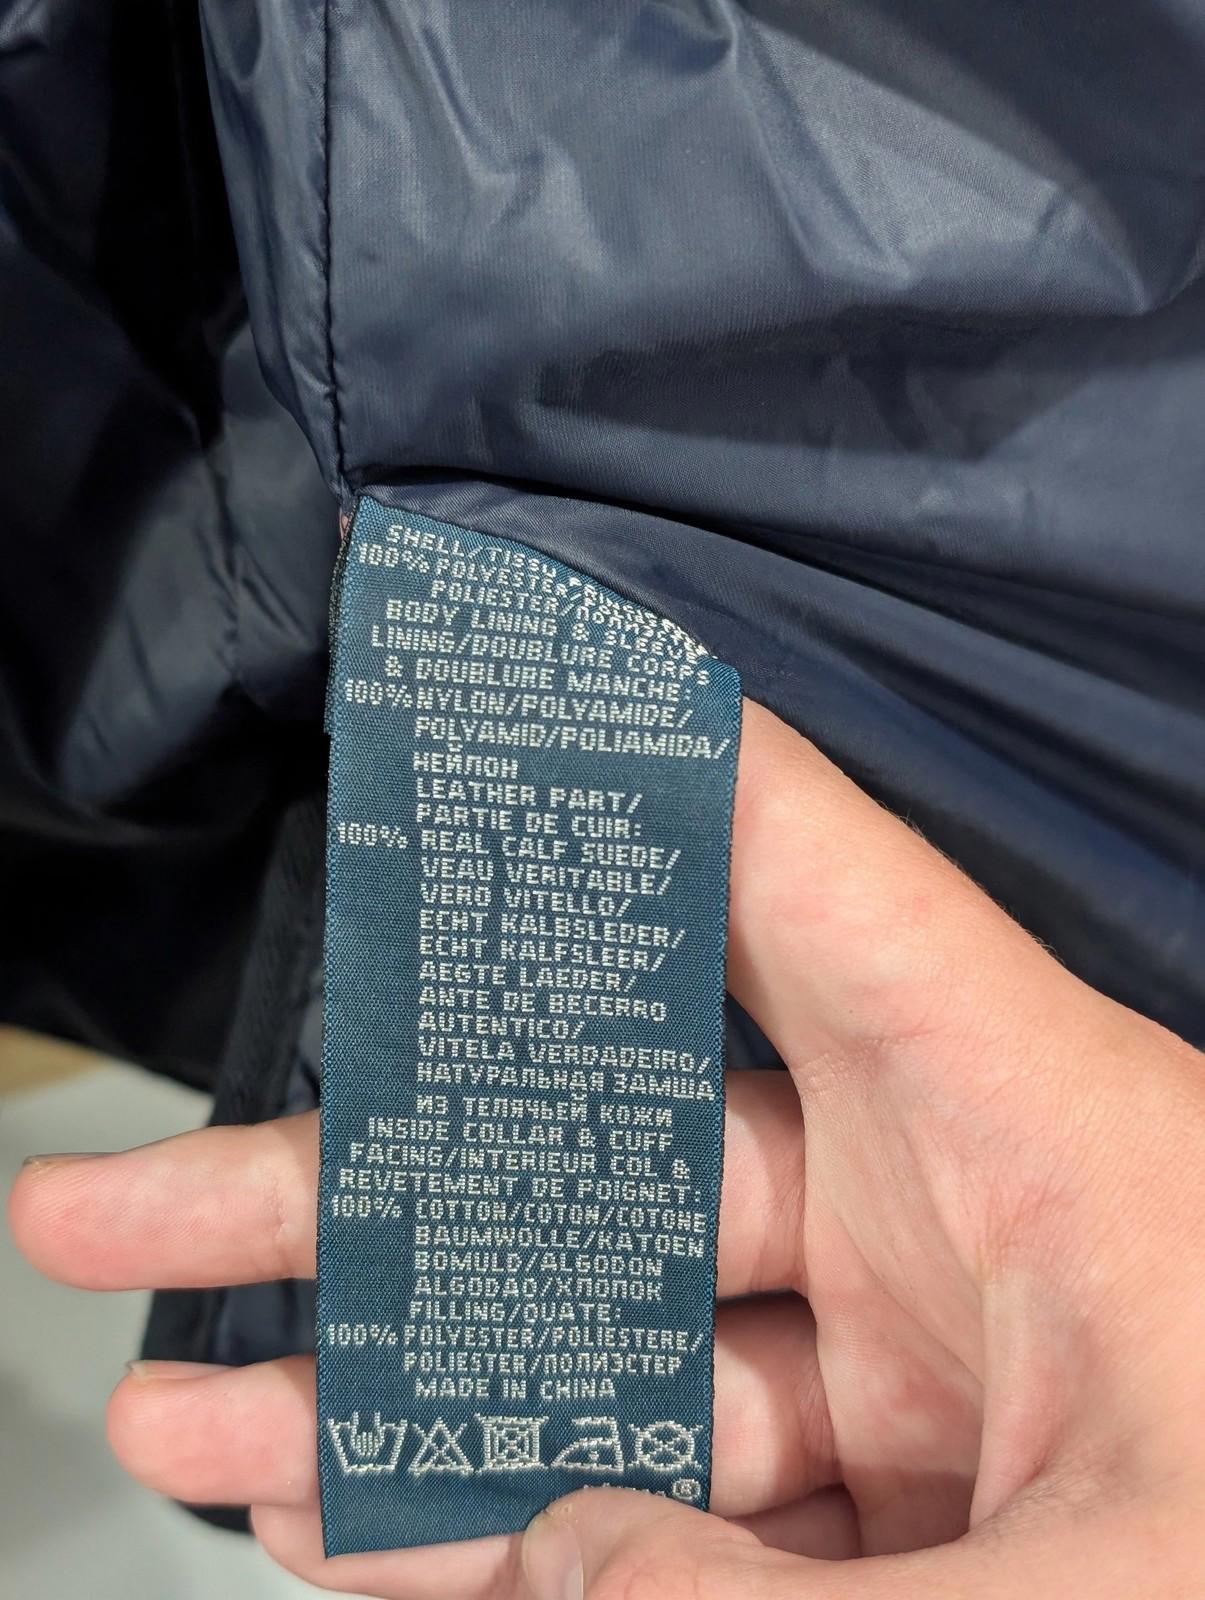 SHELL/TISSU
100% POLYESTER/
POLIESTER/ПОЛИЭСТЕР
BODY LINING & SLEEVES
LINING/DOUBLURE CORPS
& DOUBLURE MANCHE:
100% NYLON/POLYAMIDE/
POLYAMID/POLIAMIDA/
НЕЙЛОН
LEATHER PART/
PARTIE DE CUIR:
100% REAL CALF SUEDE/
VEAU VERITABLE/
VERO VITELLO/
ECHT KALBSLEDER/
ECHT KALFSLEER/
AEGTE LAEDER/
ANTE DE BECERRO
AUTENTICO/
VITELA VERDADEIRO/
НАТУРАЛЬНАЯ ЗАМША
ИЗ ТЕЛЯЧЬЕЙ КОЖИ
INSIDE COLLAR & CUFF
FACING/INTERIEUR COL &
REVETEMENT DE POIGNET:
100% COTTON/COTON/COTONE
BAUMWOLLE/KATOEN
BOMULD/ALGODON
ALGODAO/ХЛОПОК
FILLING/OUATE:
100% POLYESTER/POLIESTERE/
POLIESTER/ПОЛИЭСТЕР
MADE IN CHINA
®